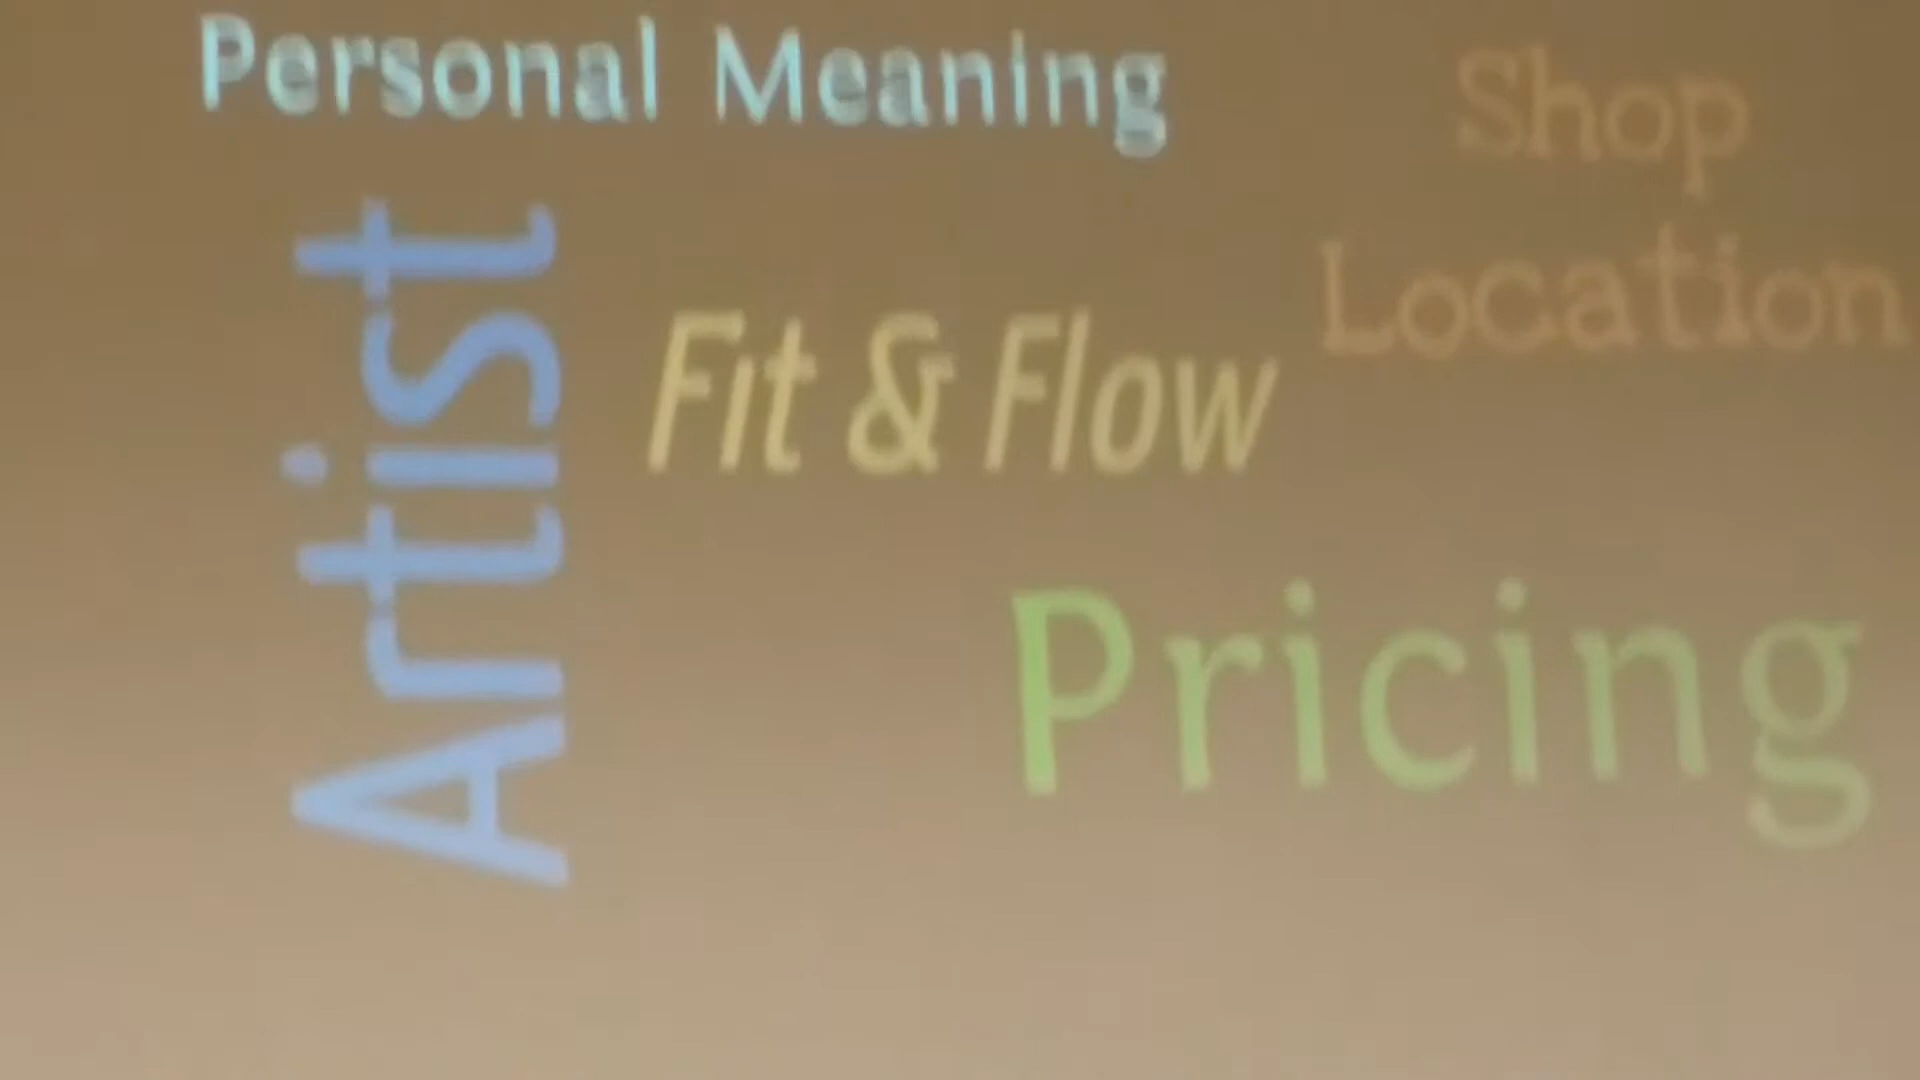 Personal Meaning
Shop
Location
Artist
Fit & Flow
Pricing